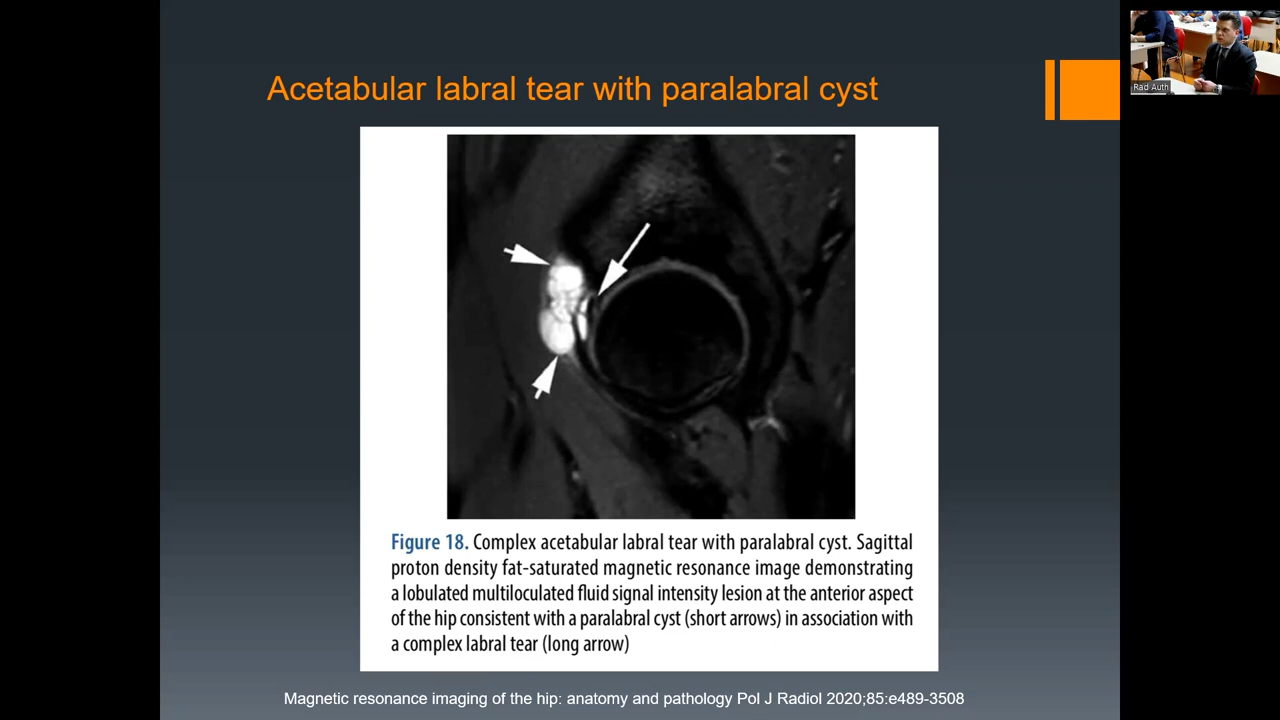 Acetabular labral tear with paralabral cyst
Rad Auth
Figure 18. Complex acetabular labral tear with paralabral cyst. Sagittal
proton density fat-saturated magnetic resonance image demonstrating
a lobulated multiloculated fluid signal intensity lesion at the anterior aspect
of the hip consistent with a paralabral cyst (short arrows) in association with
a complex labral tear (long arrow)
Magnetic resonance imaging of the hip: anatomy and pathology Pol J Radiol 2020;85:e489-3508